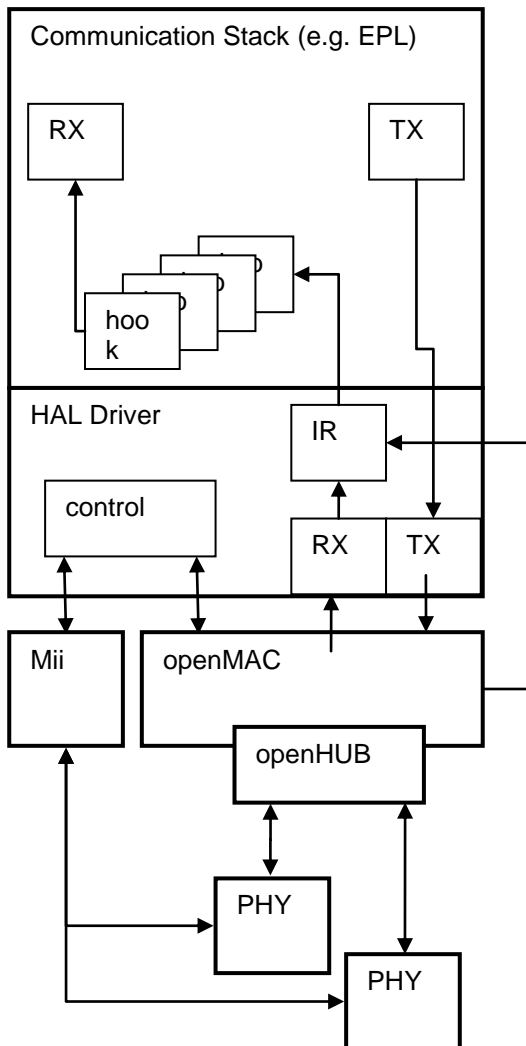 Communication Stack (e.g. EPL)
RX
TX
hoo
k
HAL Driver
IR
control
RX
TX
Mii
openMAC
openHUB
PHY
PHY